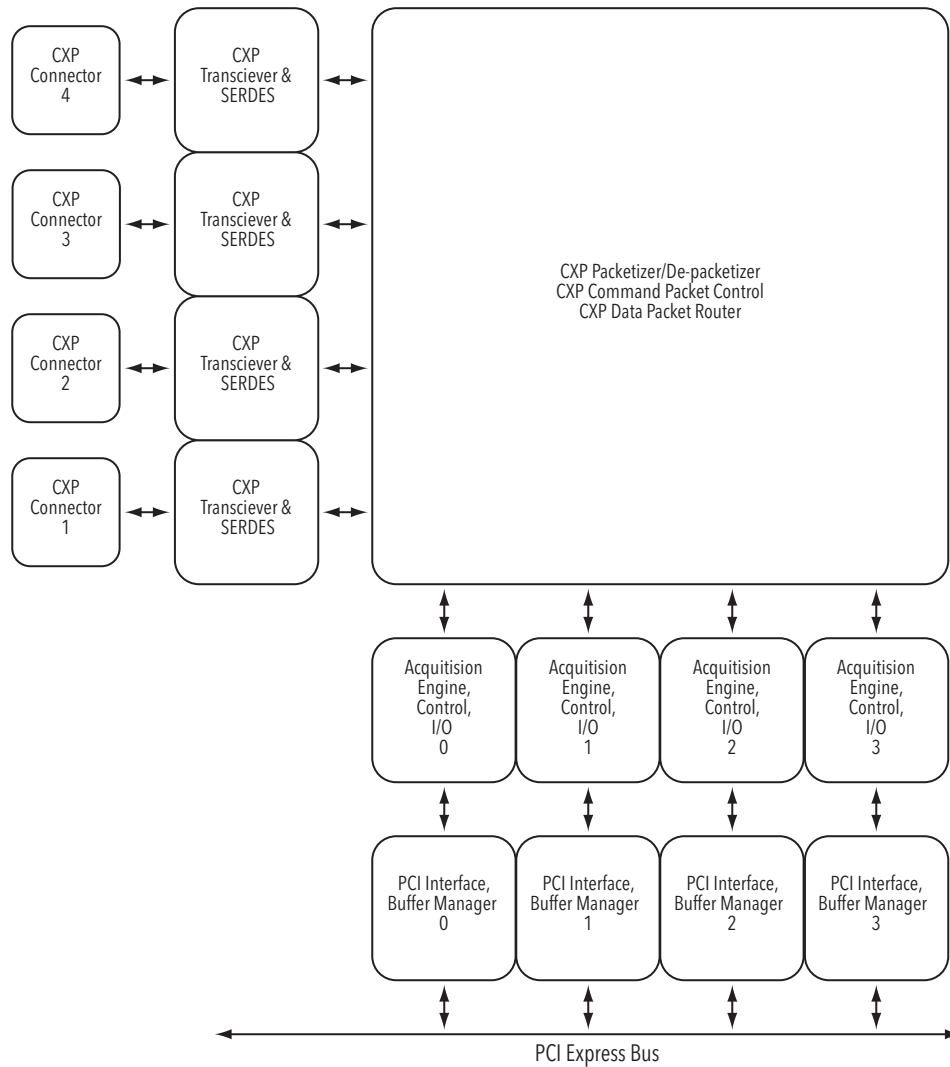 CXP
Connector
4
CXP
Transciever &
SERDES
CXP
Connector
3
CXP
Transciever &
SERDES
CXP
Connector
2
CXP
Transciever &
SERDES
CXP
Connector
1
CXP
Transciever &
SERDES
CXP Packetizer/De-packetizer
CXP Command Packet Control
CXP Data Packet Router
Acquitision
Engine,
Control,
I/O
0
Acquitision
Engine,
Control,
I/O
1
Acquitision
Engine,
Control,
I/O
2
Acquitision
Engine,
Control,
I/O
3
PCI Interface,
Buffer Manager
0
PCI Interface,
Buffer Manager
1
PCI Interface,
Buffer Manager
2
PCI Interface,
Buffer Manager
3
PCI Express Bus